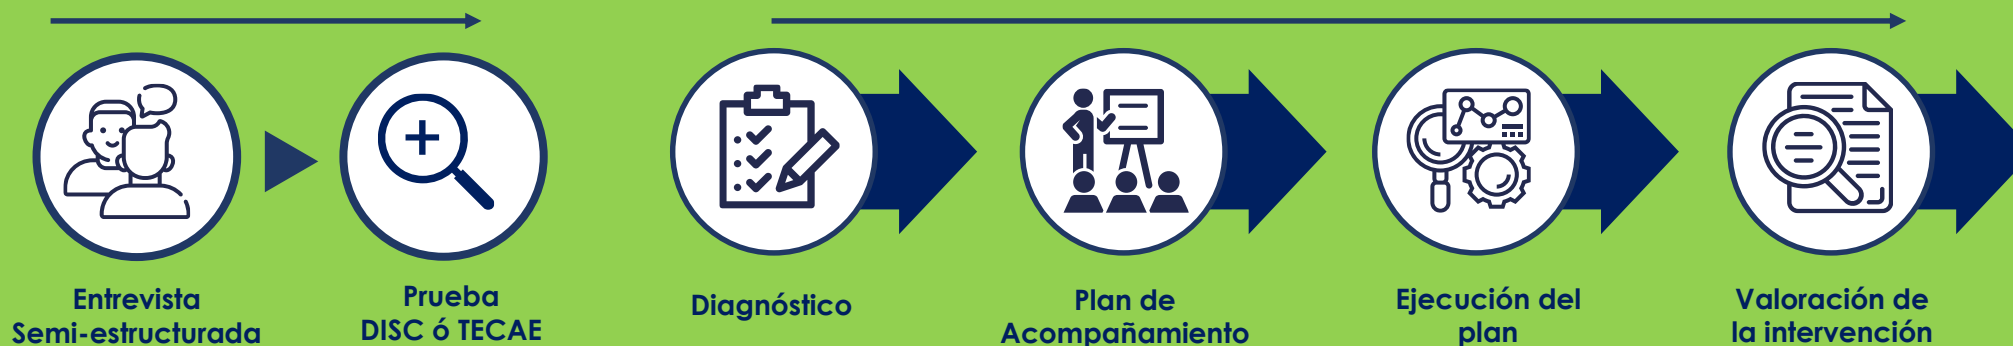 Entrevista
Semi-estructurada
Prueba
DISC ó TECAE
Diagnóstico
Plan de
Acompañamiento
Ejecución del
plan
Valoración de
la intervención